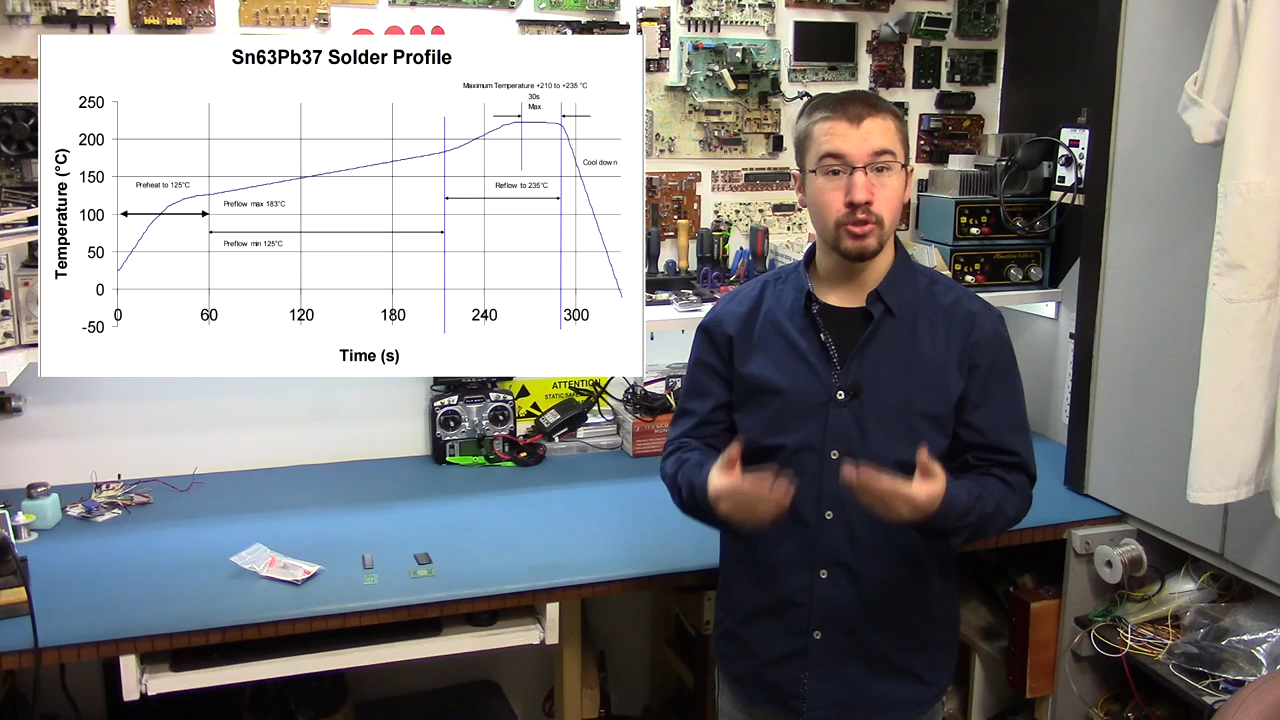 Sn63Pb37 Solder Profile
Maximum Temperature +210 to +235 °C
30s
Max.
250
200
150
100
50
0
-50
Temperature (°C)
Cool down
Preheat to 125°C
Reflow to 235°C
Preflow max 183°C
Preflow min 125°C
0
60
120
180
240
300
Time (s)
ATTENTION